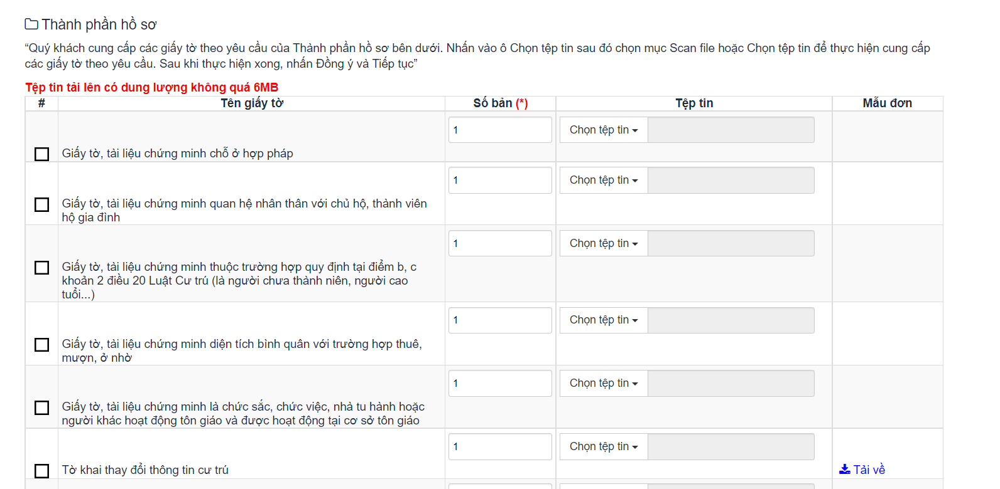 Thành phần hồ sơ
“Quý khách cung cấp các giấy tờ theo yêu cầu của Thành phần hồ sơ bên dưới. Nhấn vào ô Chọn tệp tin sau đó chọn mục Scan file hoặc Chọn tệp tin để thực hiện cung cấp
các giấy tờ theo yêu cầu. Sau khi thực hiện xong, nhấn Đồng ý và Tiếp tục”
Tệp tin tải lên có dung lượng không quá 6MB
# Tên giấy tờ Số bản (*) Tệp tin Mẫu đơn
1 Chọn tệp tin
Giấy tờ, tài liệu chứng minh chỗ ở hợp pháp
1 Chọn tệp tin
Giấy tờ, tài liệu chứng minh quan hệ nhân thân với chủ hộ, thành viên
hộ gia đình
1 Chọn tệp tin
Giấy tờ, tài liệu chứng minh thuộc trường hợp quy định tại điểm b, c
khoản 2 điều 20 Luật Cư trú (là người chưa thành niên, người cao
tuổi...)
1 Chọn tệp tin
Giấy tờ, tài liệu chứng minh diện tích bình quân với trường hợp thuê,
mượn, ở nhờ
1 Chọn tệp tin
Giấy tờ, tài liệu chứng minh là chức sắc, chức việc, nhà tu hành hoặc
người khác hoạt động tôn giáo và được hoạt động tại cơ sở tôn giáo
1 Chọn tệp tin
Tờ khai thay đổi thông tin cư trú Tải về